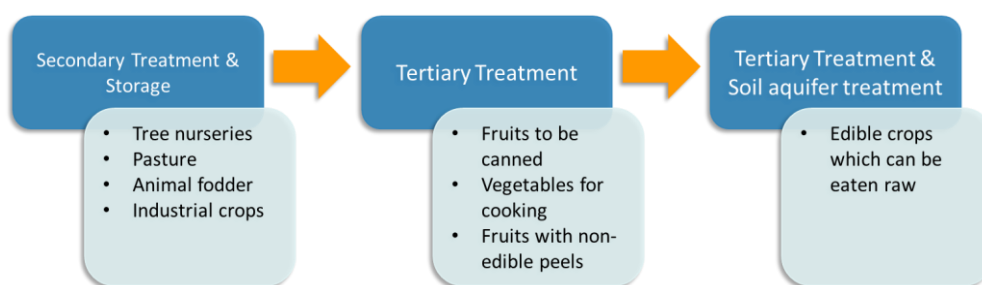 Secondary Treatment &
Storage
• Tree nurseries
• Pasture
• Animal fodder
• Industrial crops
Tertiary Treatment
• Fruits to be
canned
• Vegetables for
cooking
• Fruits with non-
edible peels
Tertiary Treatment &
Soil aquifer treatment
• Edible crops
which can be
eaten raw